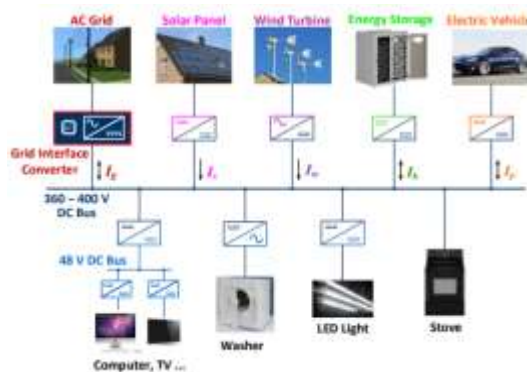 AC Grid
Solar Panel
Wind Turbine
Energy Storage
Electric Vehicle
Grid Interface
Converter
360 – 400 V
DC Bus
48 V DC Bus
Washer
LED Light
Stove
Computer, TV ...